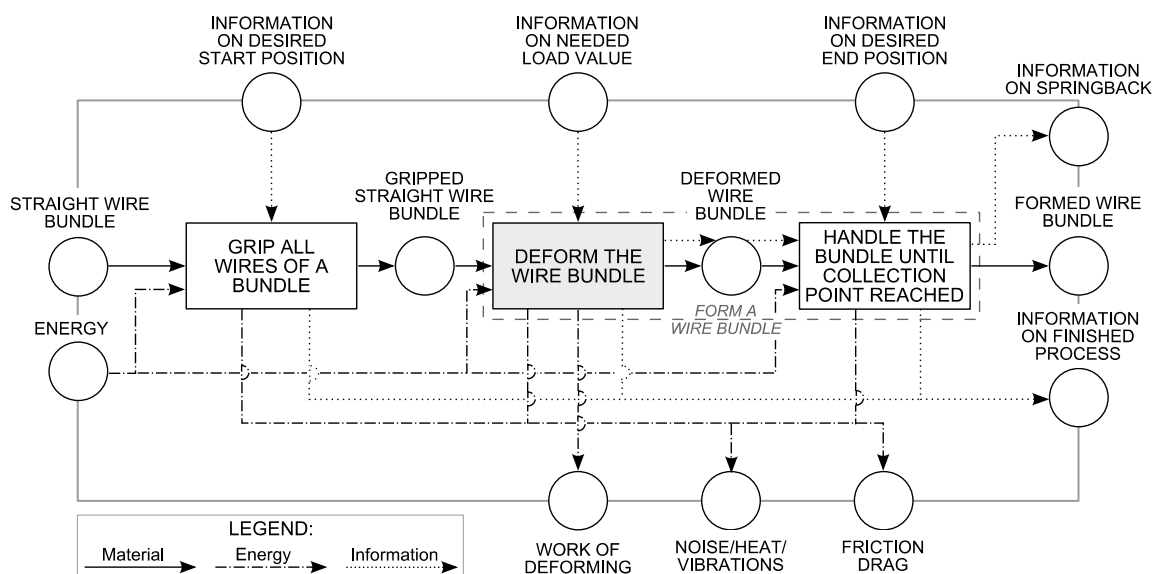 INFORMATION
ON DESIRED
START POSITION
INFORMATION
ON NEEDED
LOAD VALUE
INFORMATION
ON DESIRED
END POSITION
INFORMATION
ON SPRINGBACK
STRAIGHT WIRE
BUNDLE
GRIPPED
STRAIGHT WIRE
BUNDLE
DEFORMED
WIRE
BUNDLE
FORMED WIRE
BUNDLE
GRIP ALL
WIRES OF A
BUNDLE
DEFORM THE
WIRE BUNDLE
HANDLE THE
BUNDLE UNTIL
COLLECTION
POINT REACHED
FORM A
WIRE BUNDLE
ENERGY
INFORMATION
ON FINISHED
PROCESS
LEGEND:
Material Energy Information
WORK OF
DEFORMING
NOISE/HEAT/
VIBRATIONS
FRICTION
DRAG